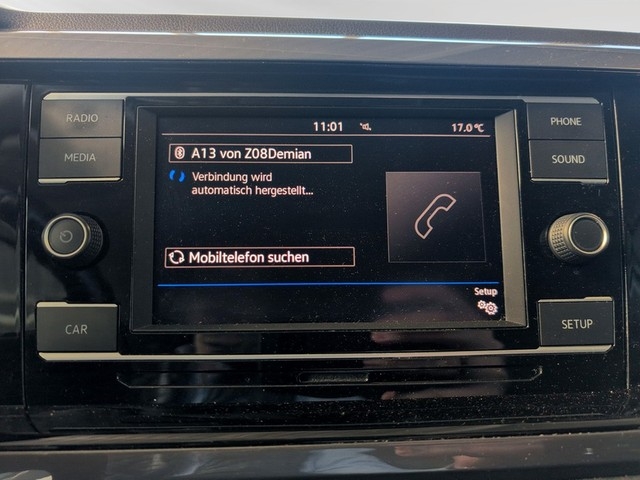 RADIO
MEDIA
CAR
11:01
17.0°C
A13 von Z08Demian
Verbindung wird
automatisch hergestellt...
Mobiltelefon suchen
Setup
PHONE
SOUND
SETUP